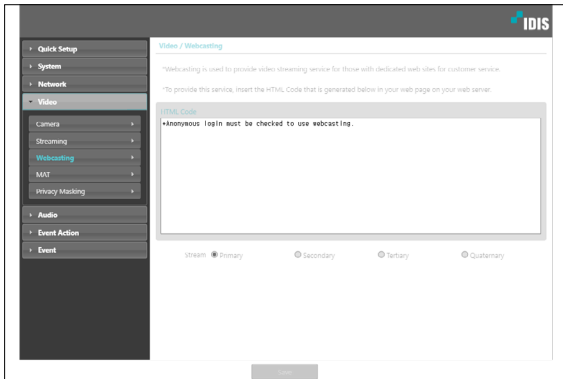 IDIS
Quick Setup
System
Network
Video
Camera
Streaming
Webcasting
MAT
Privacy Masking
Audio
Event Action
Event
Video / Webcasting
*Webcasting is used to provide video streaming service for those with dedicated web sites for customer service.
*To provide this service, insert the HTML Code that is generated below in your web page on your web server.
HTML Code
*Anonymous login must be checked to use webcasting.
Stream Primary Secondary Tertiary Quaternary
Save